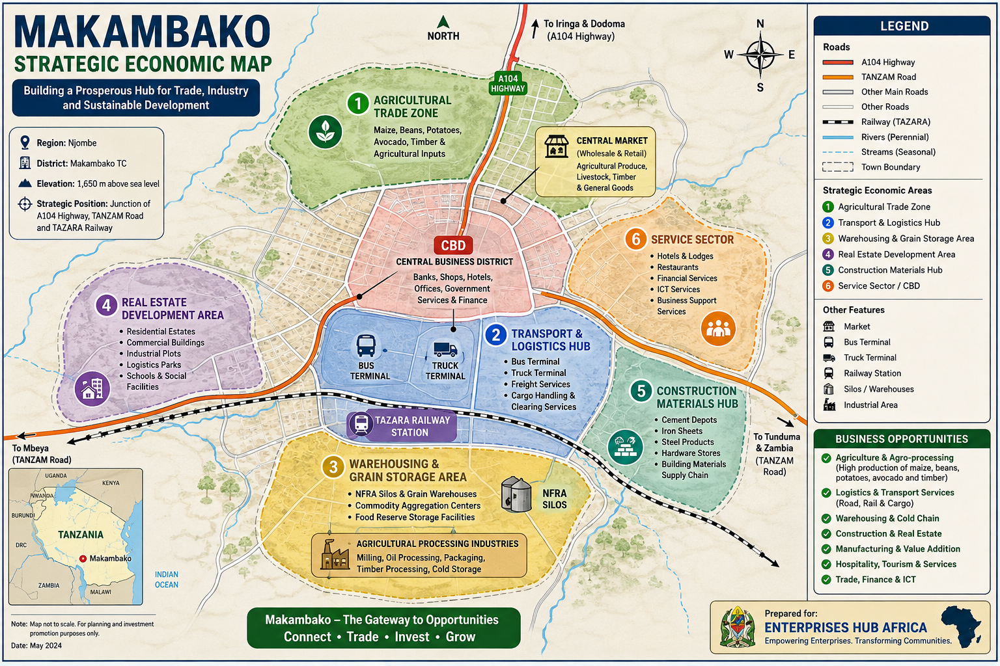 MAKAMBAKO
STRATEGIC ECONOMIC MAP
Building a Prosperous Hub for Trade, Industry
and Sustainable Development
Region: Njombe
District: Makambako TC
Elevation: 1,650 m above sea level
Strategic Position: Junction of
A104 Highway, TANZAM Road
and TAZARA Railway
NORTH
To Iringa & Dodoma
(A104 Highway)
N
W
E
S
A104
HIGHWAY
1
AGRICULTURAL
TRADE ZONE
Maize, Beans, Potatoes,
Avocado, Timber &
Agricultural Inputs
CENTRAL MARKET
(Wholesale & Retail)
Agricultural Produce,
Livestock, Timber
& General Goods
CBD
CENTRAL BUSINESS DISTRICT
Banks, Shops, Hotels,
Offices, Government
Services & Finance
6
SERVICE SECTOR
• Hotels & Lodges
• Restaurants
• Financial Services
• ICT Services
• Business Support
Services
4
REAL ESTATE
DEVELOPMENT AREA
• Residential Estates
• Commercial Buildings
• Industrial Plots
• Logistics Parks
• Schools & Social
Facilities
BUS
TERMINAL
TRUCK
TERMINAL
2
TRANSPORT &
LOGISTICS HUB
• Bus Terminal
• Truck Terminal
• Freight Services
• Cargo Handling &
Clearing Services
5
CONSTRUCTION
MATERIALS HUB
• Cement Depots
• Iron Sheets
• Steel Products
• Hardware Stores
• Building Materials
Supply Chain
TAZARA RAILWAY
STATION
To Mbeya
(TANZAM Road)
To Tunduma
& Zambia
(TANZAM
Road)
3
WAREHOUSING &
GRAIN STORAGE AREA
• NFRA Silos & Grain Warehouses
• Commodity Aggregation Centers
• Food Reserve Storage Facilities
NFRA
SILOS
AGRICULTURAL PROCESSING INDUSTRIES
Milling, Oil Processing, Packaging,
Timber Processing, Cold Storage
UGANDA
KENYA
BURUNDI
TANZANIA
DRC
Makambako
ZAMBIA
MALAWI
INDIAN
OCEAN
Note: Map not to scale. For planning and investment
promotion purposes only.
Date: May 2024
Makambako – The Gateway to Opportunities
Connect • Trade • Invest • Grow
LEGEND
Roads
A104 Highway
TANZAM Road
Other Main Roads
Other Roads
Railway (TAZARA)
Rivers (Perennial)
Streams (Seasonal)
Town Boundary
Strategic Economic Areas
1 Agricultural Trade Zone
2 Transport & Logistics Hub
3 Warehousing & Grain Storage Area
4 Real Estate Development Area
5 Construction Materials Hub
6 Service Sector / CBD
Other Features
Market
Bus Terminal
Truck Terminal
Railway Station
Silos / Warehouses
Industrial Area
BUSINESS OPPORTUNITIES
Agriculture & Agro-processing
(High production of maize, beans,
potatoes, avocado and timber)
Logistics & Transport Services
(Road, Rail & Cargo)
Warehousing & Cold Chain
Construction & Real Estate
Manufacturing & Value Addition
Hospitality, Tourism & Services
Trade, Finance & ICT
Prepared for:
ENTERPRISES HUB AFRICA
Empowering Enterprises. Transforming Communities.